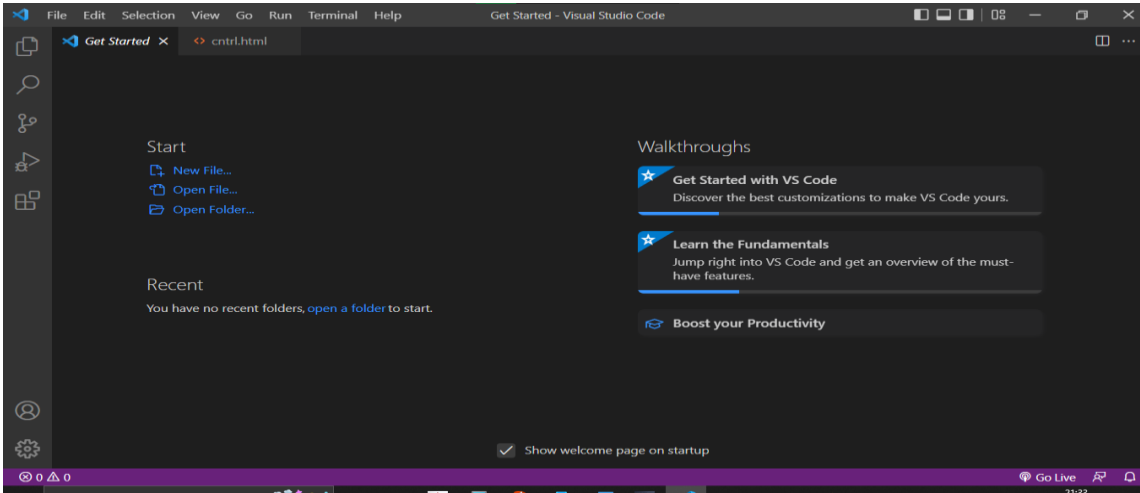 File Edit Selection View Go Run Terminal Help Get Started - Visual Studio Code
Get Started cntrl.html
Start
New File...
Open File...
Open Folder...
Recent
You have no recent folders, open a folder to start.
Walkthroughs
Get Started with VS Code
Discover the best customizations to make VS Code yours.
Learn the Fundamentals
Jump right into VS Code and get an overview of the must-
have features.
Boost your Productivity
Show welcome page on startup
0 0 Go Live